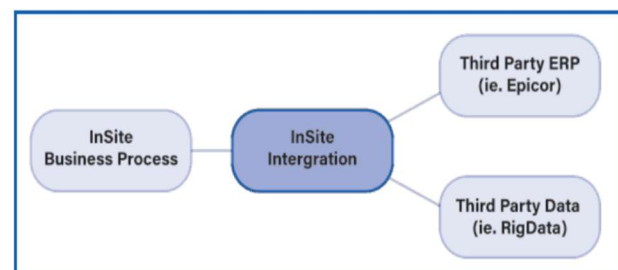 InSite
Business Process
InSite
Intergration
Third Party ERP
(ie. Epicor)
Third Party Data
(ie. RigData)